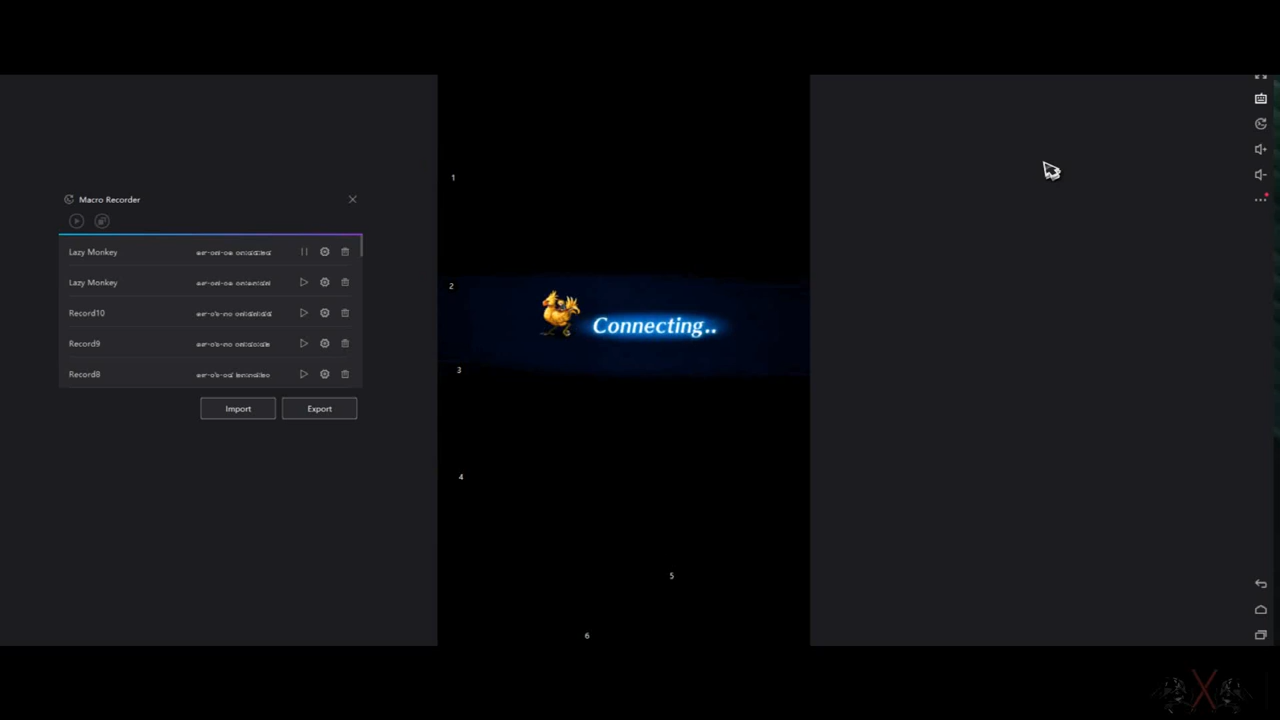 Macro Recorder
Lazy Monkey
Lazy Monkey
Record10
Record9
Record8
Import
Export
1
2
Connecting..
3
4
5
6
X